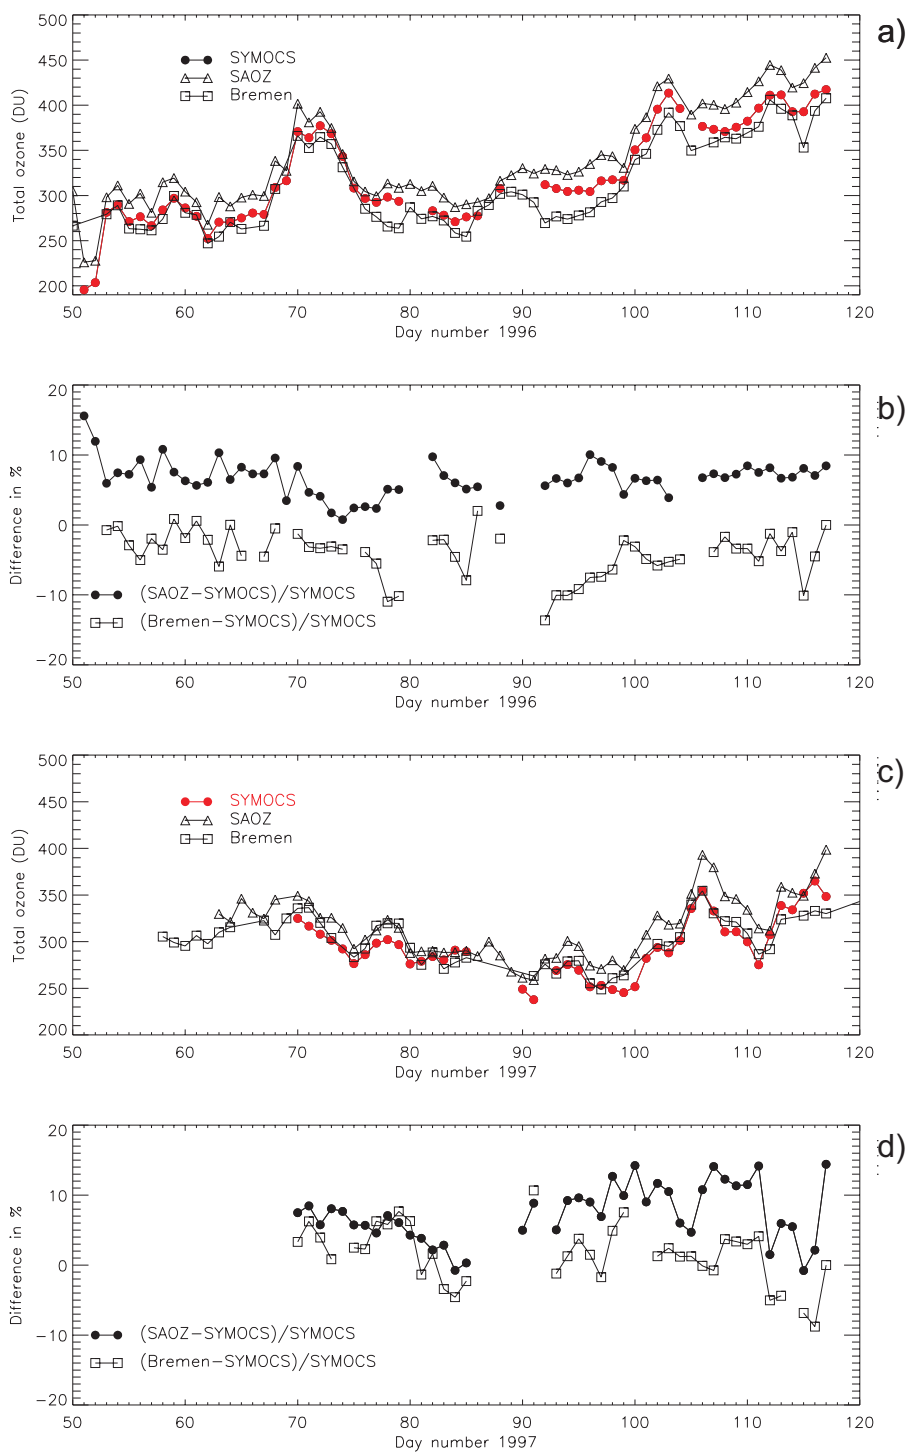 a)
500
450
400
350
300
250
200
Total ozone (DU)
SYMOCS
SAOZ
Bremen
50 60 70 80 90 100 110 120
Day number 1996
b)
20
10
0
−10
−20
Difference in %
(SAOZ−SYMOCS)/SYMOCS
(Bremen−SYMOCS)/SYMOCS
50 60 70 80 90 100 110 120
Day number 1996
c)
500
450
400
350
300
250
200
Total ozone (DU)
SYMOCS
SAOZ
Bremen
50 60 70 80 90 100 110 120
Day number 1997
d)
20
10
0
−10
−20
Difference in %
(SAOZ−SYMOCS)/SYMOCS
(Bremen−SYMOCS)/SYMOCS
50 60 70 80 90 100 110 120
Day number 1997